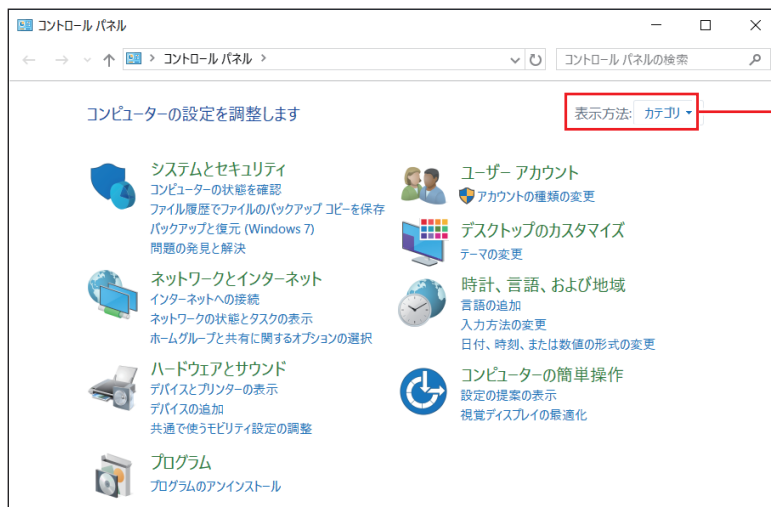 コントロール パネル
コントロール パネル
コントロール パネルの検索
コンピューターの設定を調整します
表示方法: カテゴリ
システムとセキュリティ
コンピューターの状態を確認
ファイル履歴でファイルのバックアップ コピーを保存
バックアップと復元 (Windows 7)
問題の発見と解決
ネットワークとインターネット
インターネットへの接続
ネットワークの状態とタスクの表示
ホームグループと共有に関するオプションの選択
ハードウェアとサウンド
デバイスとプリンターの表示
デバイスの追加
共通で使うモビリティ設定の調整
プログラム
プログラムのアンインストール
ユーザー アカウント
アカウントの種類の変更
デスクトップのカスタマイズ
テーマの変更
時計、言語、および地域
言語の追加
入力方法の変更
日付、時刻、または数値の形式の変更
コンピューターの簡単操作
設定の提案の表示
視覚ディスプレイの最適化